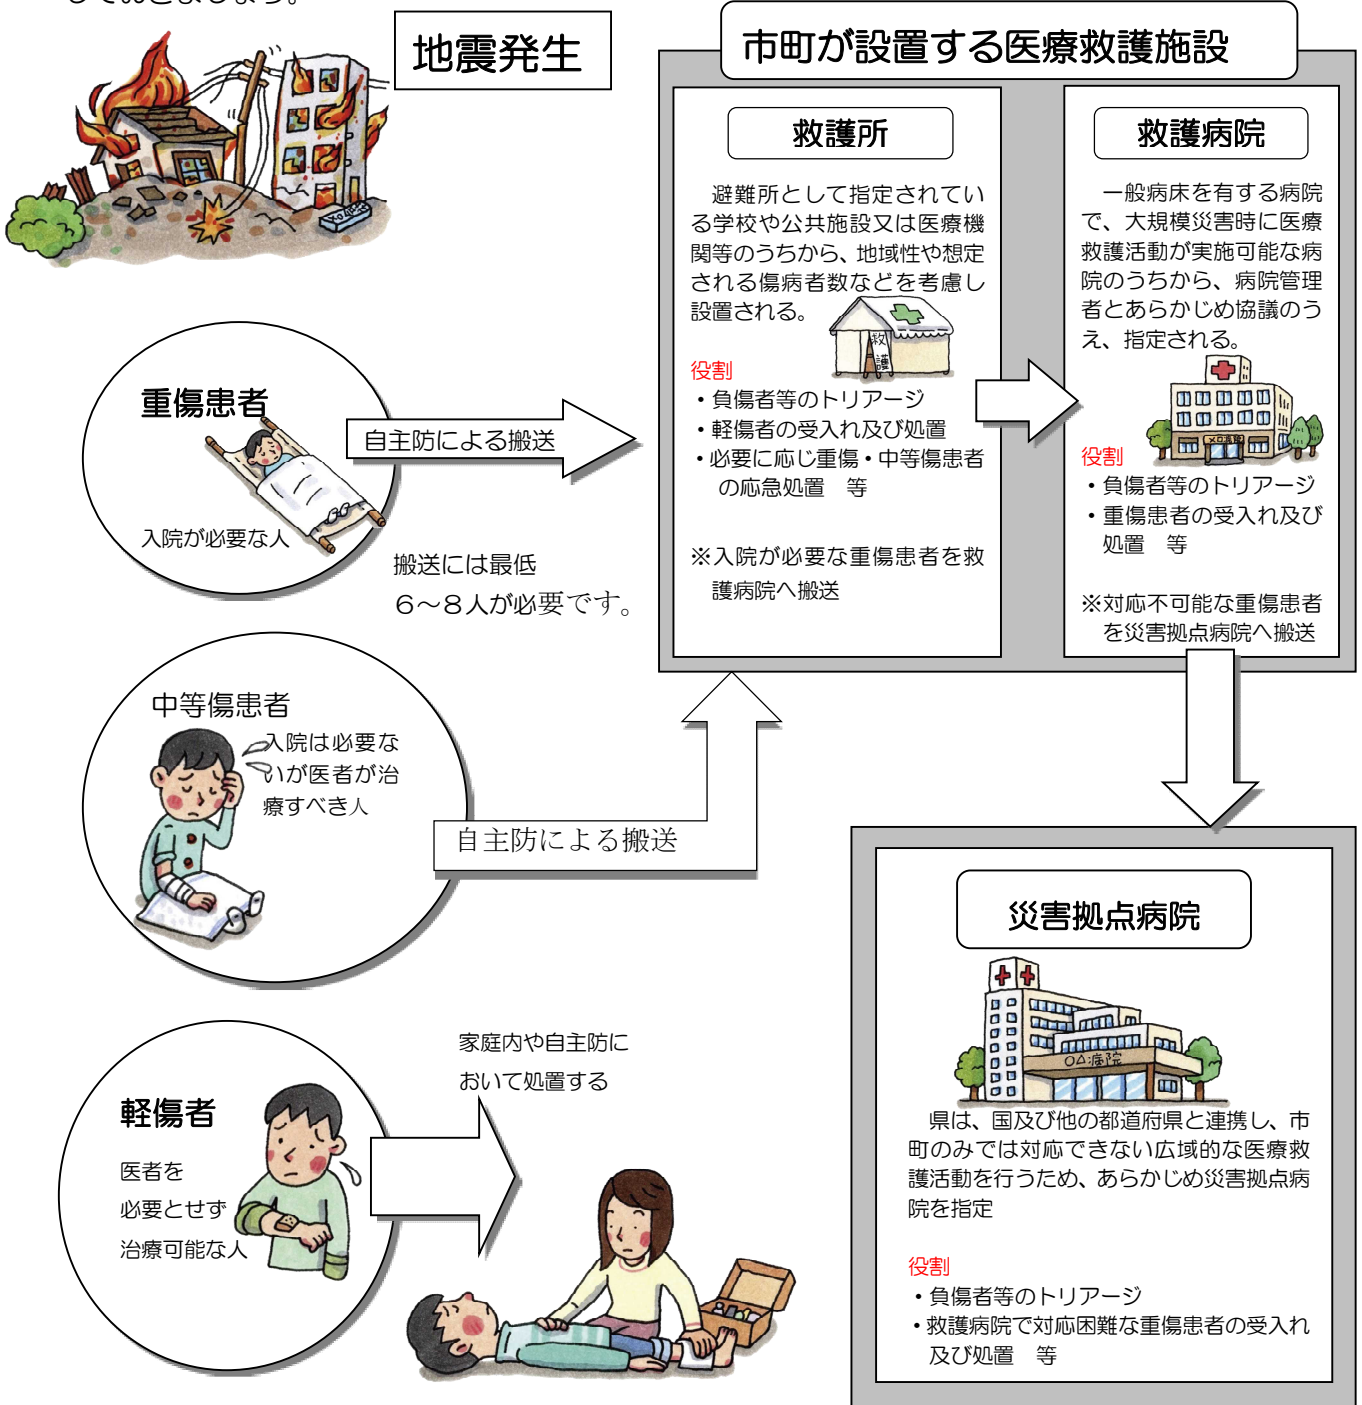 しておきましょう。
地震発生
市町が設置する医療救護施設
救護所
避難所として指定されてい
る学校や公共施設又は医療機
関等のうちから、地域性や想定
される傷病者数などを考慮し
設置される。
救護
役割
・負傷者等のトリアージ
・軽傷者の受入れ及び処置
・必要に応じ重傷・中等傷患者
の応急処置　等
※入院が必要な重傷患者を救
護病院へ搬送
救護病院
一般病床を有する病院
で、大規模災害時に医療
救護活動が実施可能な病
院のうちから、病院管理
者とあらかじめ協議のう
え、指定される。
役割
・負傷者等のトリアージ
・重傷患者の受入れ及び
処置　等
※対応不可能な重傷患者
を災害拠点病院へ搬送
重傷患者
入院が必要な人
自主防による搬送
搬送には最低
６～８人が必要です。
中等傷患者
入院は必要な
いが医者が治
療すべき人
自主防による搬送
軽傷者
医者を
必要とせず
治療可能な人
家庭内や自主防に
おいて処置する
災害拠点病院
○△病院
県は、国及び他の都道府県と連携し、市
町のみでは対応できない広域的な医療救
護活動を行うため、あらかじめ災害拠点病
院を指定
役割
・負傷者等のトリアージ
・救護病院で対応困難な重傷患者の受入れ
及び処置　等